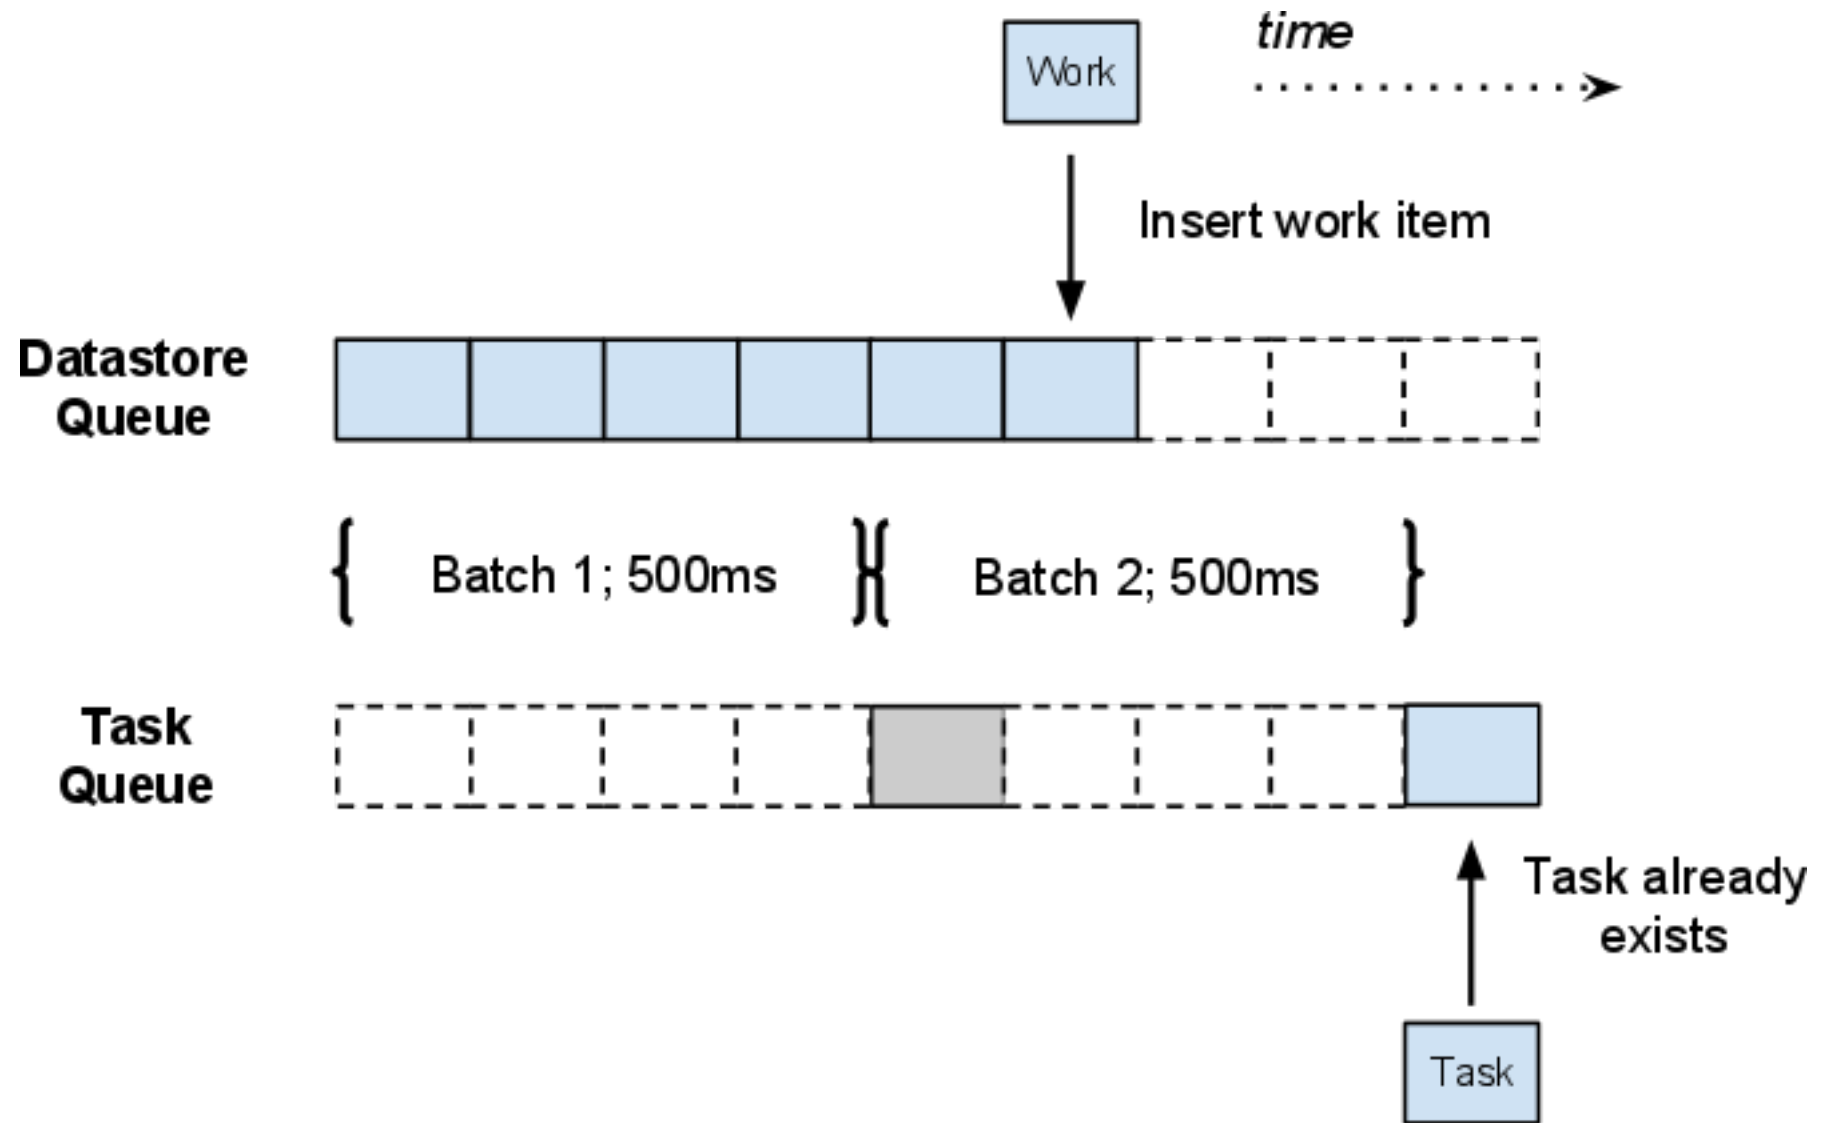 time
Work
Insert work item
Datastore
Queue
Batch 1; 500ms
Batch 2; 500ms
Task
Queue
Task already
exists
Task